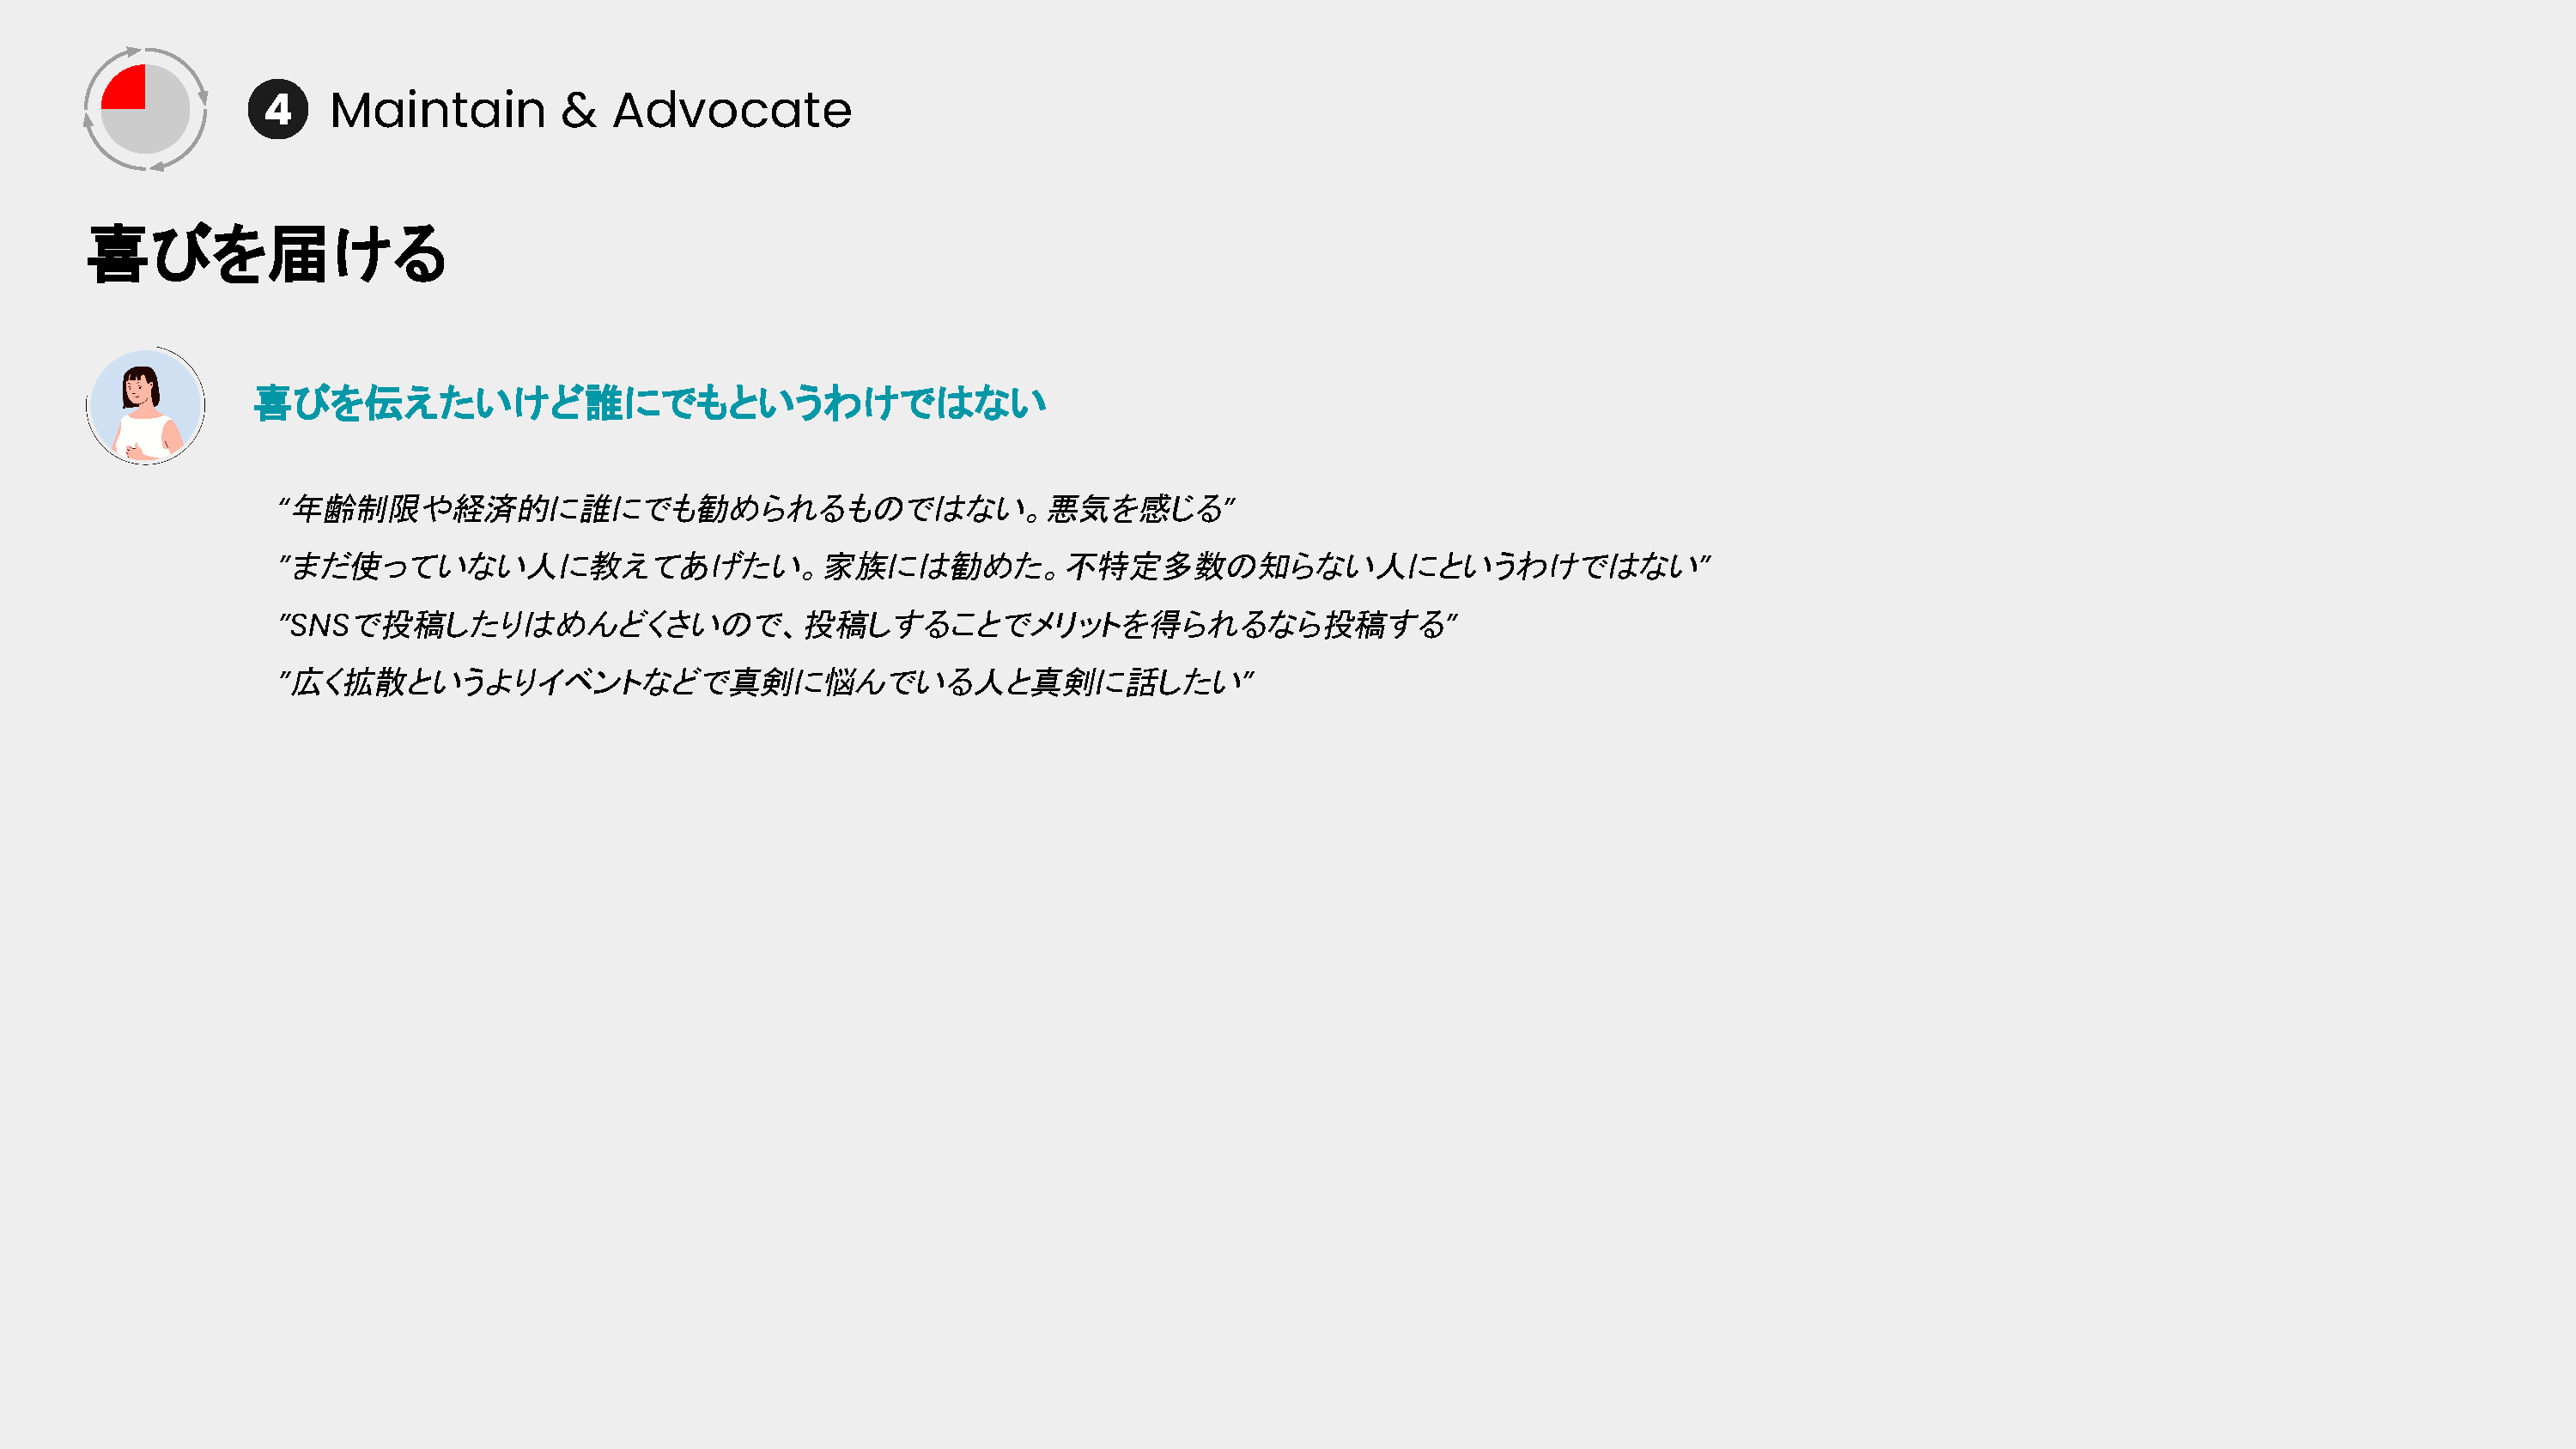 4 Maintain & Advocate
喜びを届ける
喜びを伝えたいけど誰にでもというわけではない
“年齢制限や経済的に誰にでも勧められるものではない。悪気を感じる”
”まだ使っていない人に教えてあげたい。家族には勧めた。不特定多数の知らない人にというわけではない”
”SNSで投稿したりはめんどくさいので、投稿しすることでメリットを得られるなら投稿する”
”広く拡散というよりイベントなどで真剣に悩んでいる人と真剣に話したい”